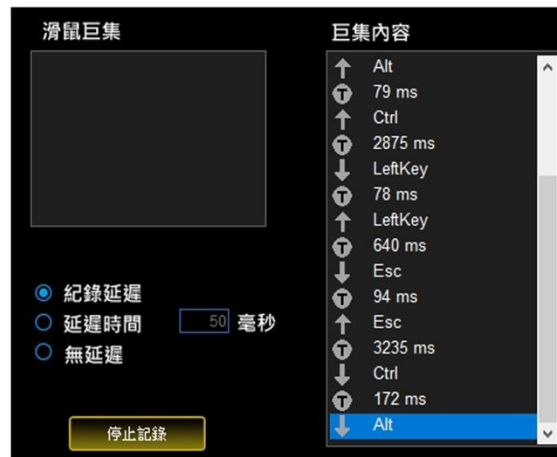 滑鼠巨集
紀錄延遲
延遲時間 50 毫秒
無延遲
停止記錄
巨集內容
Alt
79 ms
Ctrl
2875 ms
LeftKey
78 ms
LeftKey
640 ms
Esc
94 ms
Esc
3235 ms
Ctrl
172 ms
Alt